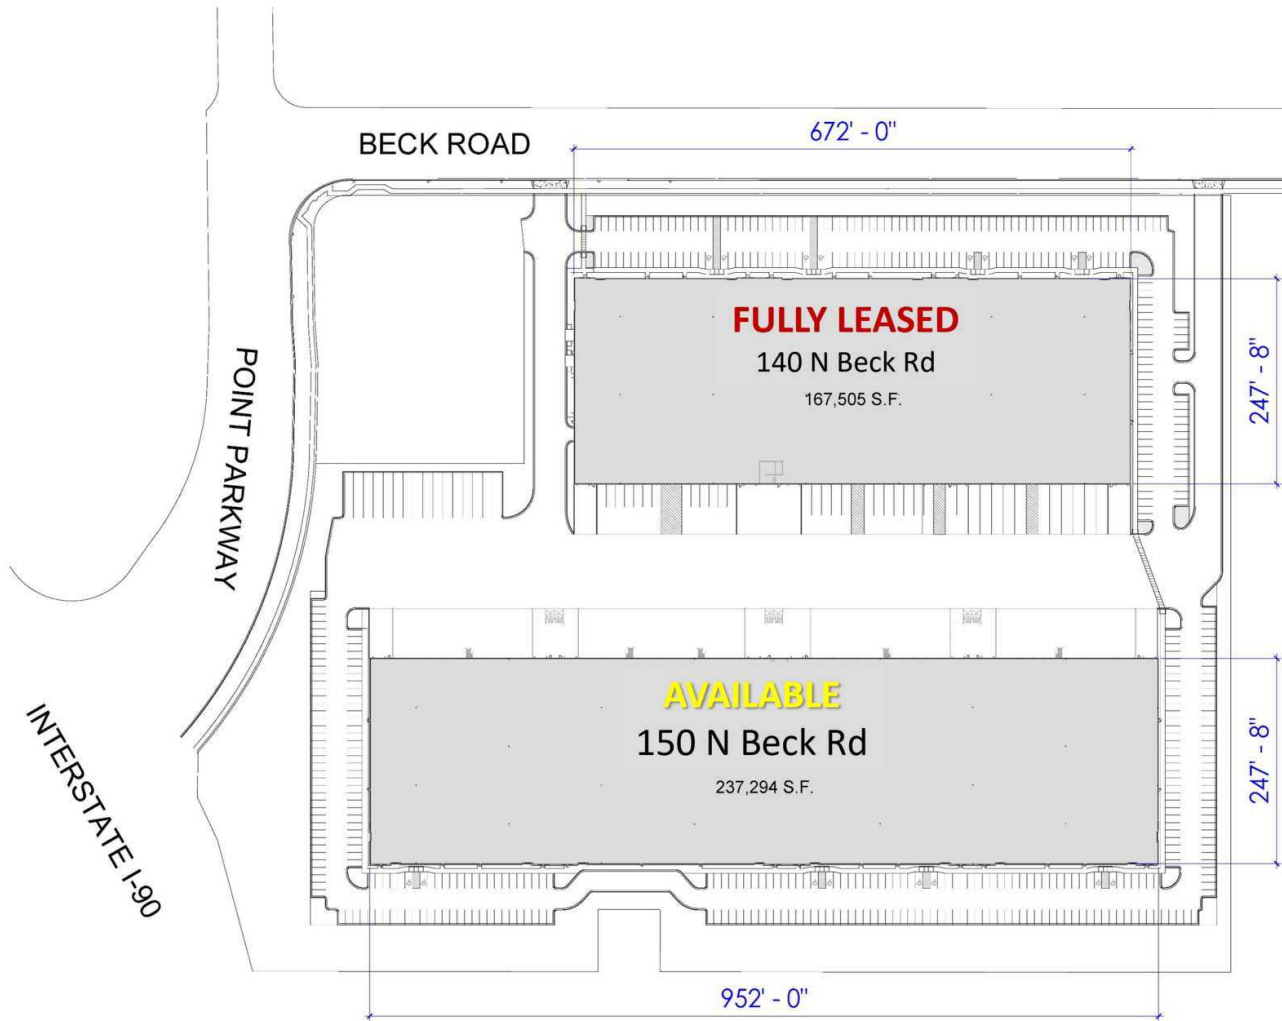 BECK ROAD
672' - 0"
FULLY LEASED
140 N Beck Rd
167,505 S.F.
247' - 8"
POINT PARKWAY
AVAILABLE
150 N Beck Rd
237,294 S.F.
247' - 8"
INTERSTATE I-90
952' - 0"